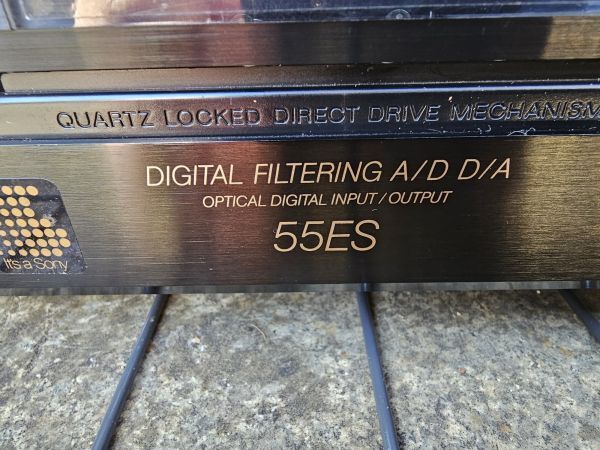 QUARTZ LOCKED DIRECT DRIVE MECHANISM
DIGITAL FILTERING A/D D/A
OPTICAL DIGITAL INPUT/OUTPUT
55ES
It's a Sony